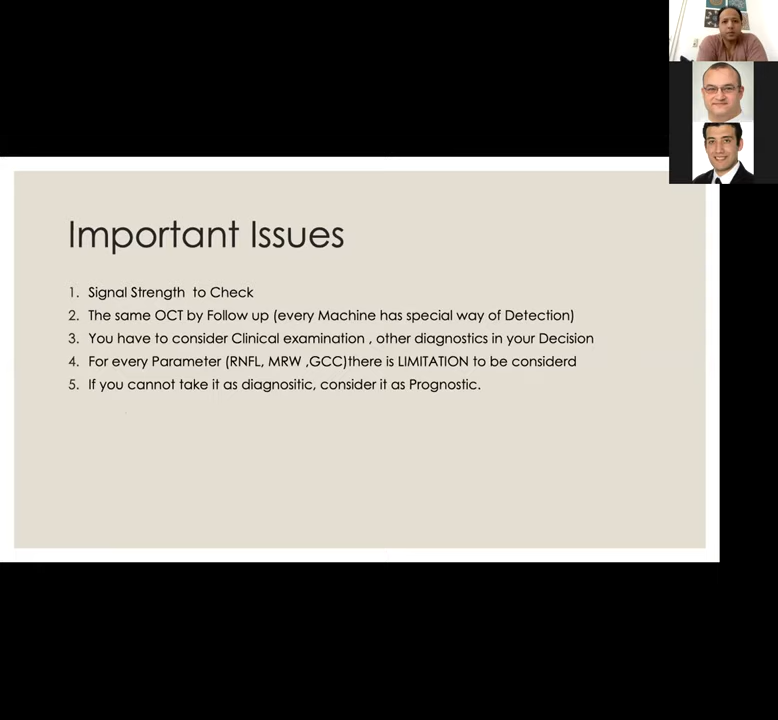 Important Issues
1. Signal Strength to Check
2. The same OCT by Follow up (every Machine has special way of Detection)
3. You have to consider Clinical examination , other diagnostics in your Decision
4. For every Parameter (RNFL, MRW ,GCC)there is LIMITATION to be considerd
5. If you cannot take it as diagnositic, consider it as Prognostic.